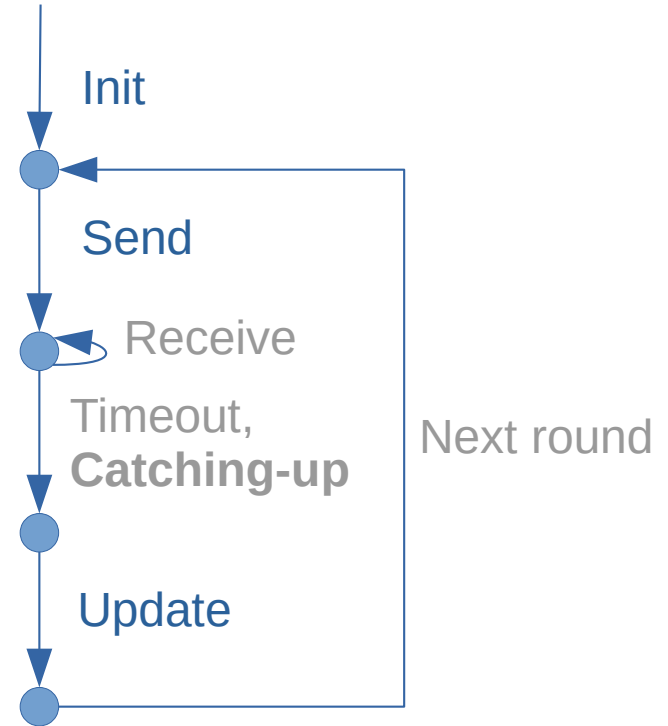 Init
Send
Receive
Timeout,
Catching-up
Next round
Update